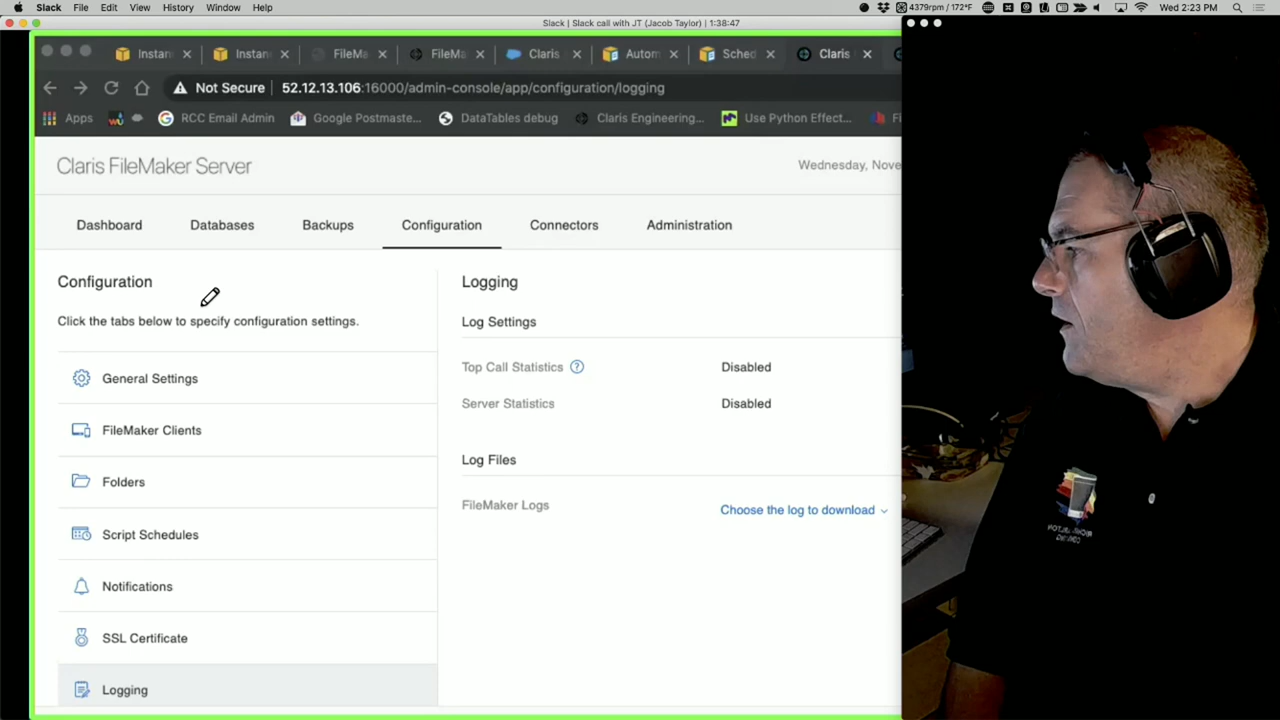 Slack File Edit View History Window Help 4379rpm / 172°F Wed 2:23 PM
Slack | Slack call with JT (Jacob Taylor) | 1:38:47
Instan × Instan × FileMa × FileMa × Claris × Autom × Sched × Claris ×
Not Secure | 52.12.13.106:16000/admin-console/app/configuration/logging
Apps RCC Email Admin Google Postmaste... DataTables debug Claris Engineering... Use Python Effect...
Claris FileMaker Server
Wednesday, Nove
Dashboard Databases Backups Configuration Connectors Administration
Configuration
Click the tabs below to specify configuration settings.
General Settings
FileMaker Clients
Folders
Script Schedules
Notifications
SSL Certificate
Logging
Logging
Log Settings
Top Call Statistics ? Disabled
Server Statistics Disabled
Log Files
FileMaker Logs Choose the log to download